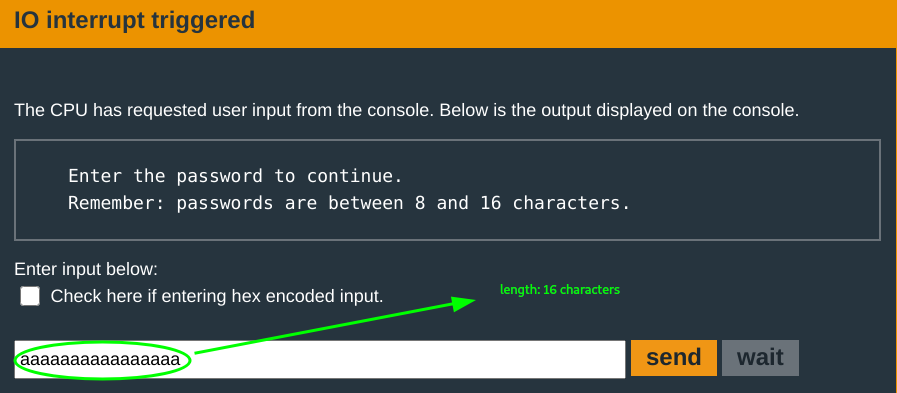 IO interrupt triggered
The CPU has requested user input from the console. Below is the output displayed on the console.
Enter the password to continue.
Remember: passwords are between 8 and 16 characters.
Enter input below:
Check here if entering hex encoded input.
length: 16 characters
aaaaaaaaaaaaaaaa
send
wait